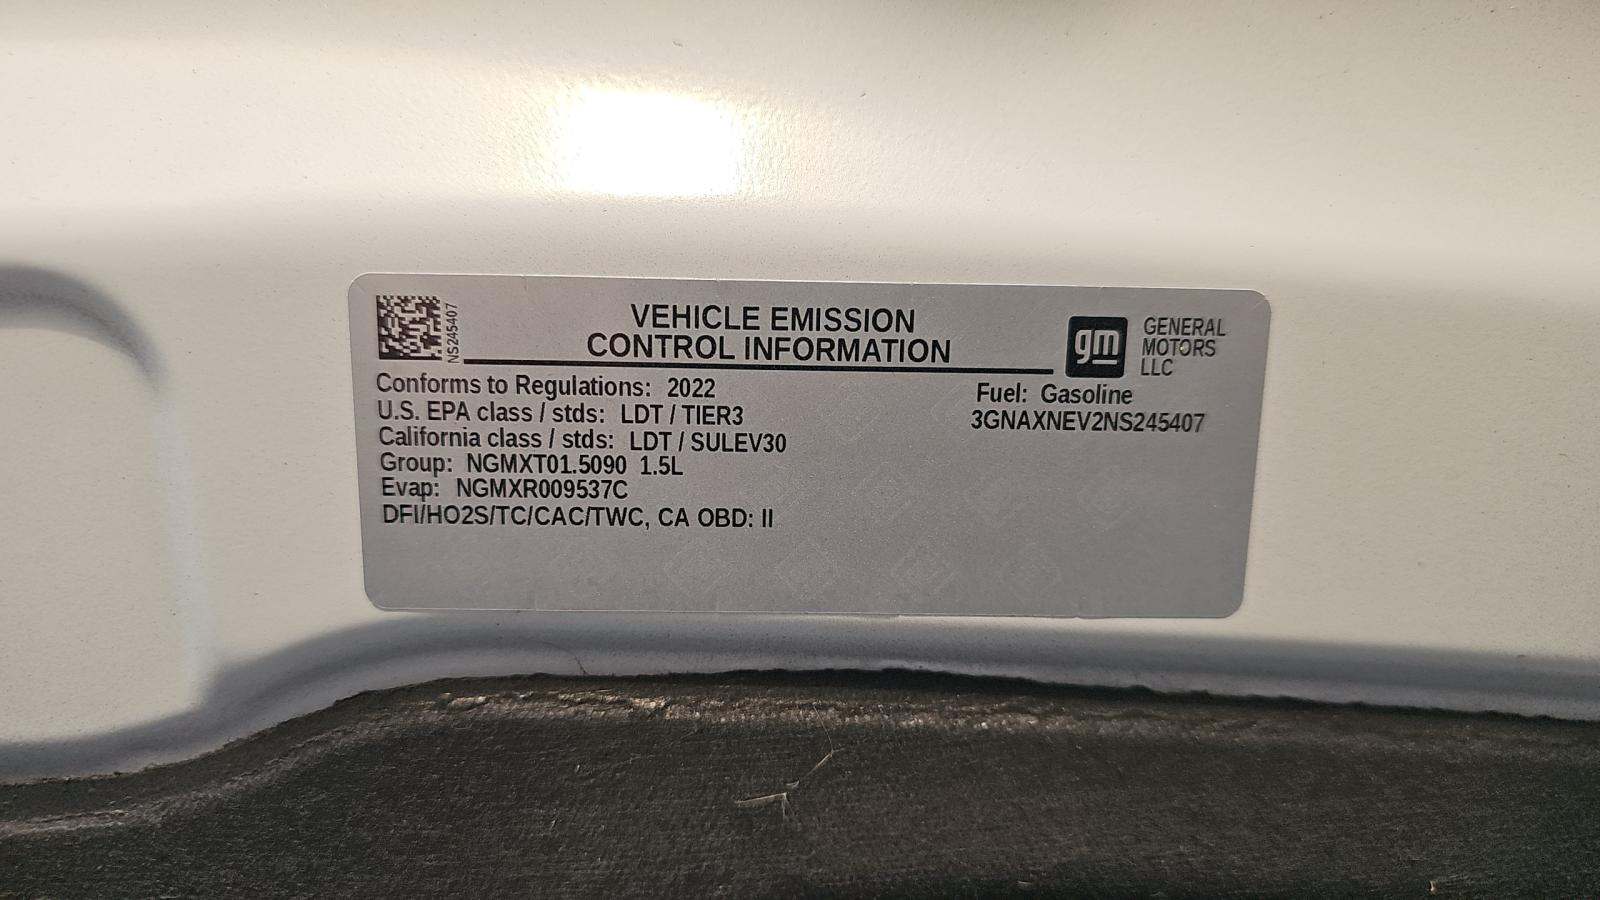 NS245407
VEHICLE EMISSION
CONTROL INFORMATION
gm
GENERAL
MOTORS
LLC
Conforms to Regulations: 2022
U.S. EPA class / stds: LDT / TIER3
California class / stds: LDT / SULEV30
Group: NGMXT01.5090 1.5L
Evap: NGMXR009537C
DFI/HO2S/TC/CAC/TWC, CA OBD: II
Fuel: Gasoline
3GNAXNEV2NS245407